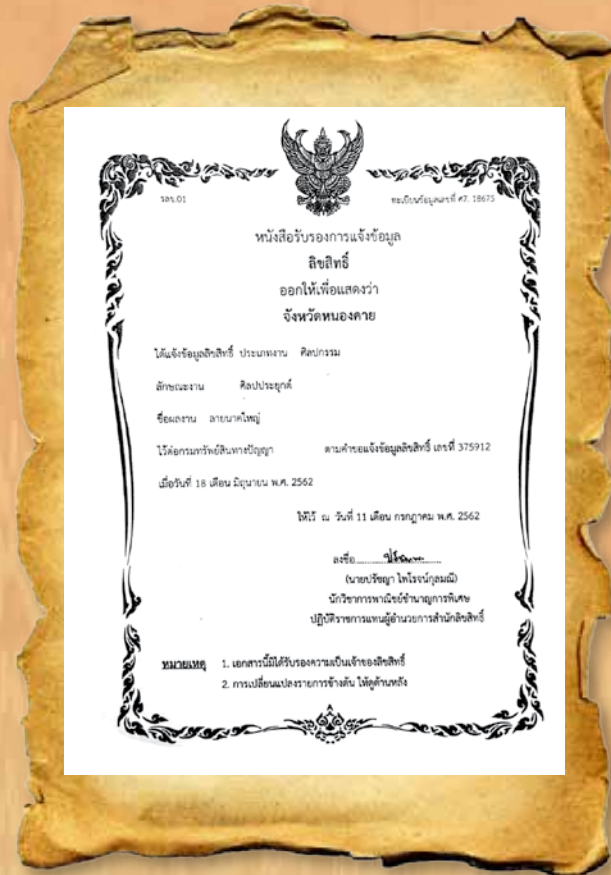 รลข.01 ทะเบียนข้อมูลเลขที่ ศ7. 18675
หนังสือรับรองการแจ้งข้อมูล
ลิขสิทธิ์
ออกให้เพื่อแสดงว่า
จังหวัดหนองคาย
ได้แจ้งข้อมูลลิขสิทธิ์ ประเภทงาน ศิลปกรรม
ลักษณะงาน ศิลปประยุกต์
ชื่อผลงาน ลายนาคใหญ่
ไว้ต่อกรมทรัพย์สินทางปัญญา ตามคำขอแจ้งข้อมูลลิขสิทธิ์ เลขที่ 375912
เมื่อวันที่ 18 เดือน มิถุนายน พ.ศ. 2562
ให้ไว้ ณ วันที่ 11 เดือน กรกฎาคม พ.ศ. 2562
ลงชื่อ
(นายปรัชญา ไพโรจน์กุลมณี)
นักวิชาการพาณิชย์ชำนาญการพิเศษ
ปฏิบัติราชการแทนผู้อำนวยการสำนักลิขสิทธิ์
หมายเหตุ 1. เอกสารนี้มิได้รับรองความเป็นเจ้าของลิขสิทธิ์
2. การเปลี่ยนแปลงรายการข้างต้น ให้ดูด้านหลัง